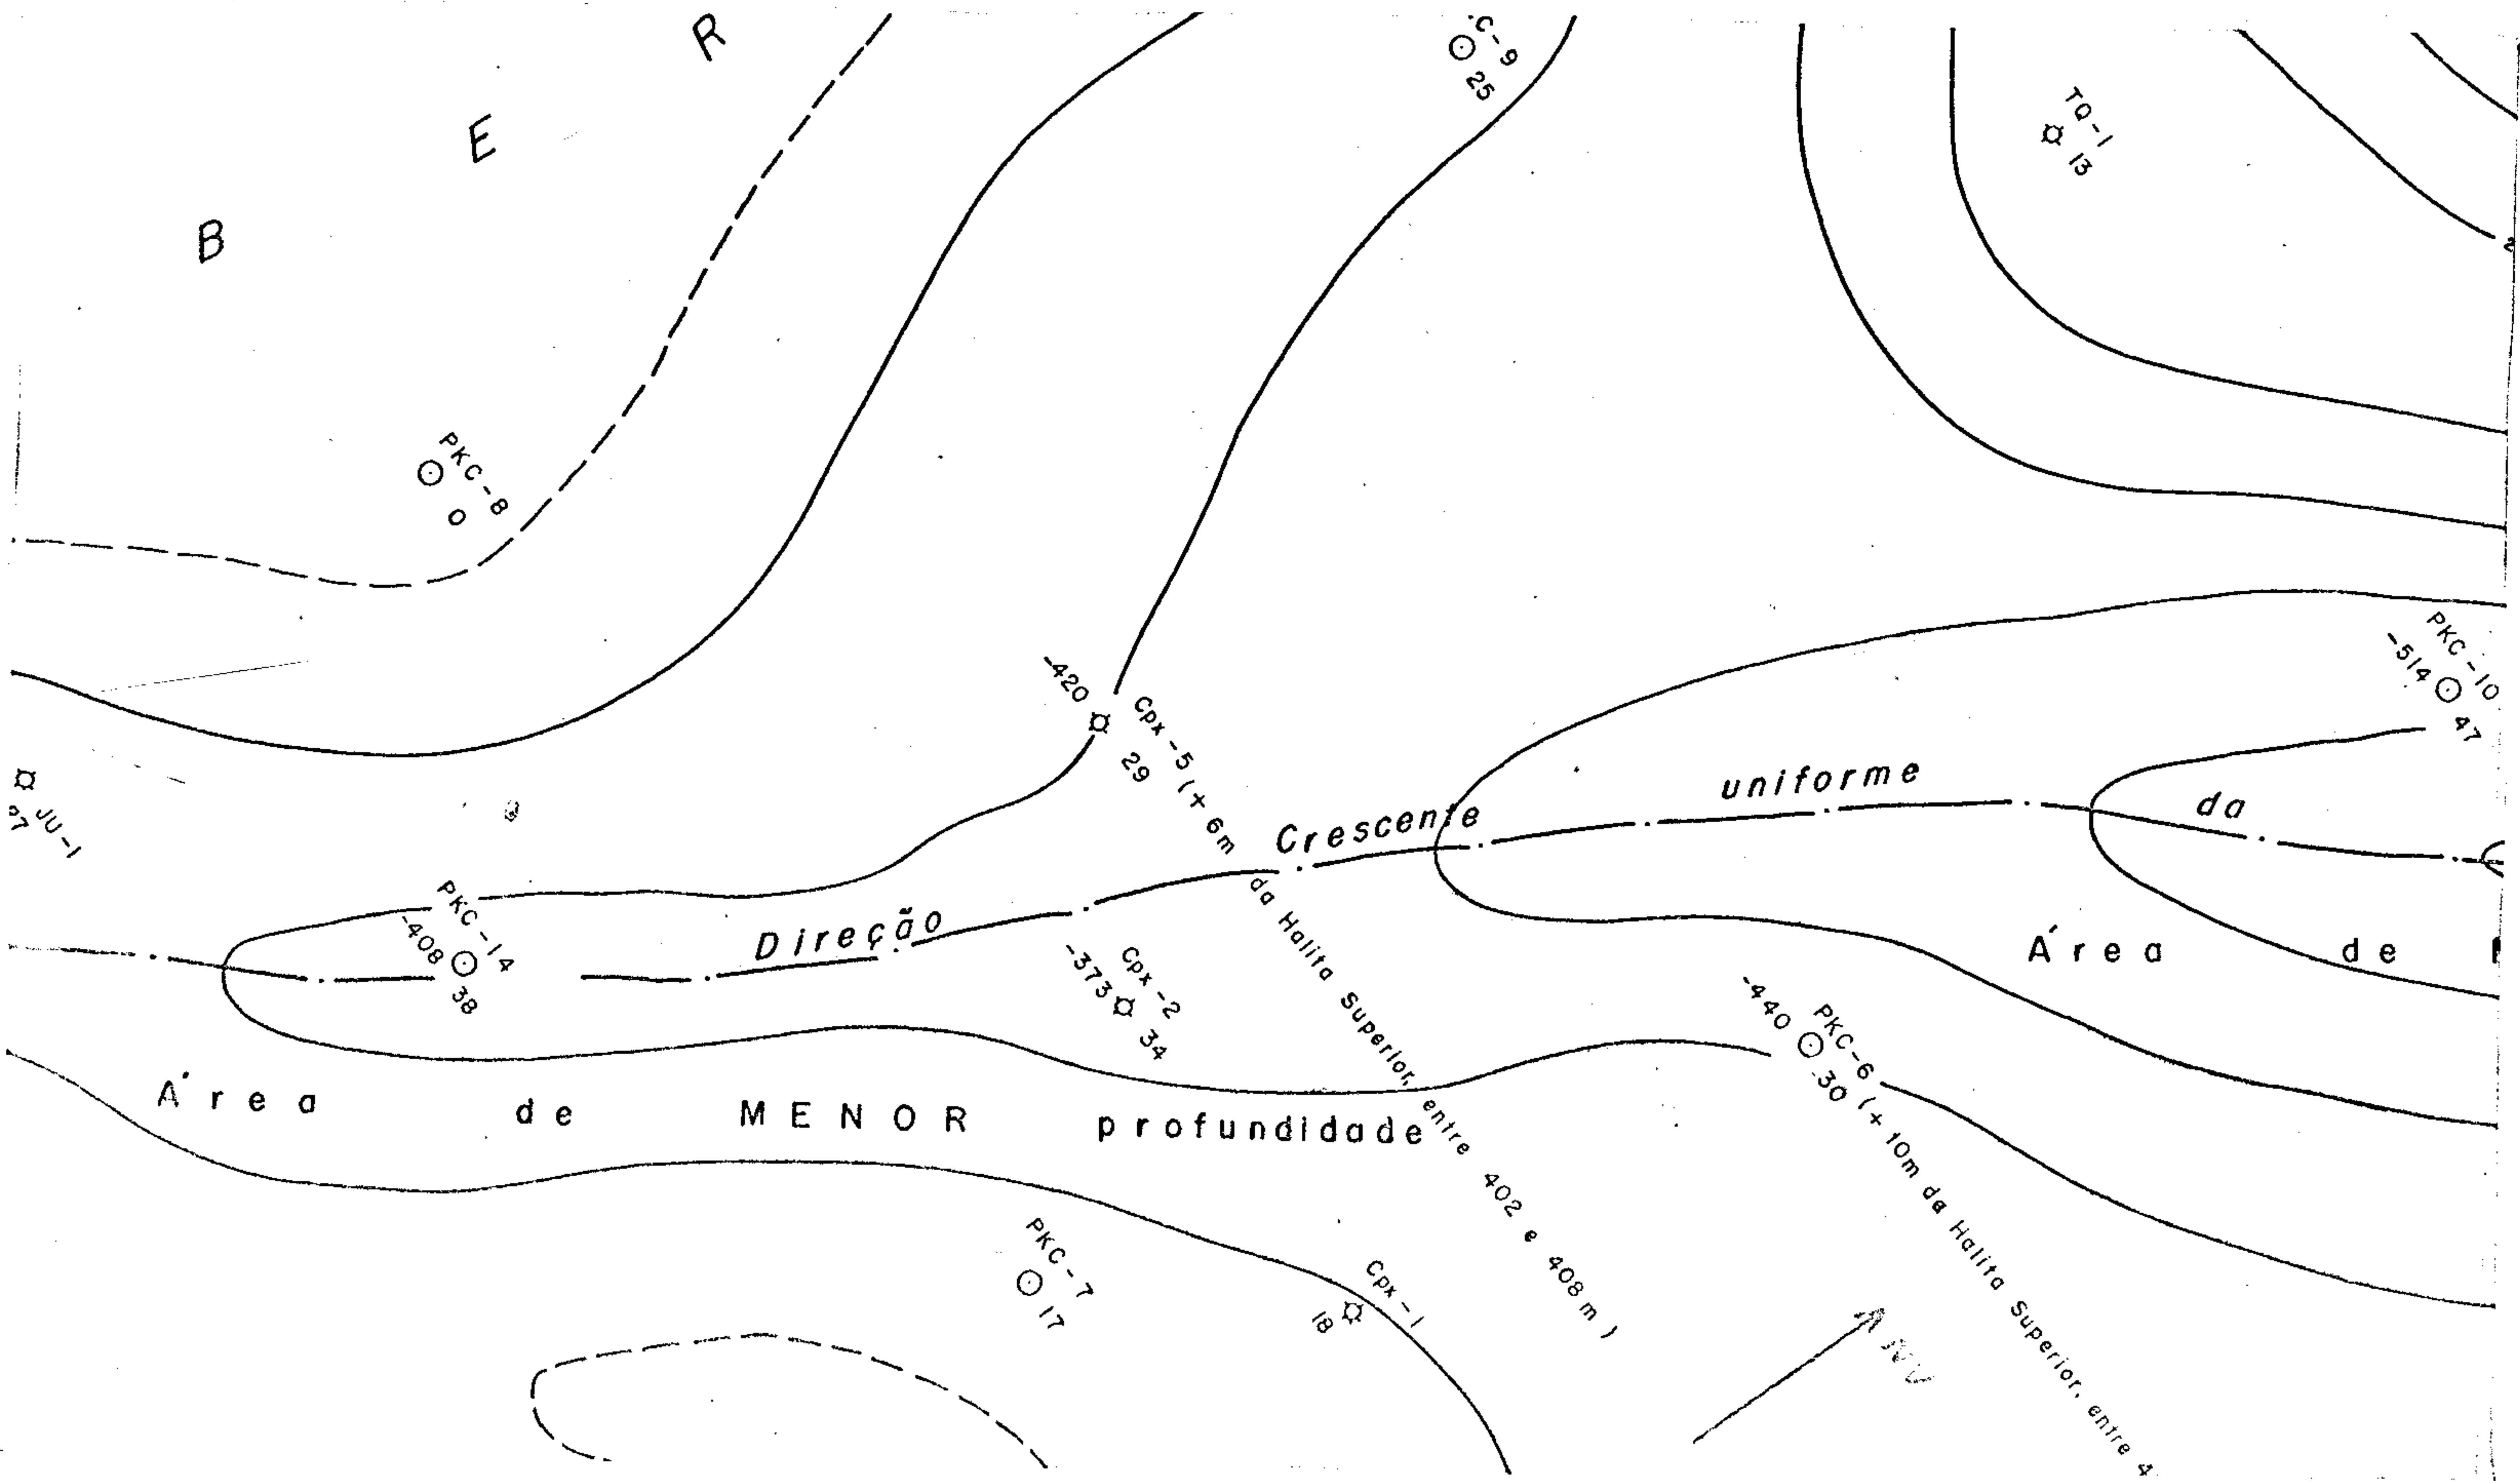 B E R
C-9
25
TQ-1
13
PKC-8
0
PKC-10
-514
47
-420
Cpx-5 (+ 6m da Halita Superior, entre 402 e 408m)
29
JU-1
PKC-14
-408
38
Direção Crescente uniforme da
Cpx-2
-373
34
Área de
-440
PKC-6 (+ 10m da Halita Superior, entre 4
30
Área de MENOR profundidade
PKC-7
17
Cpx-1
18